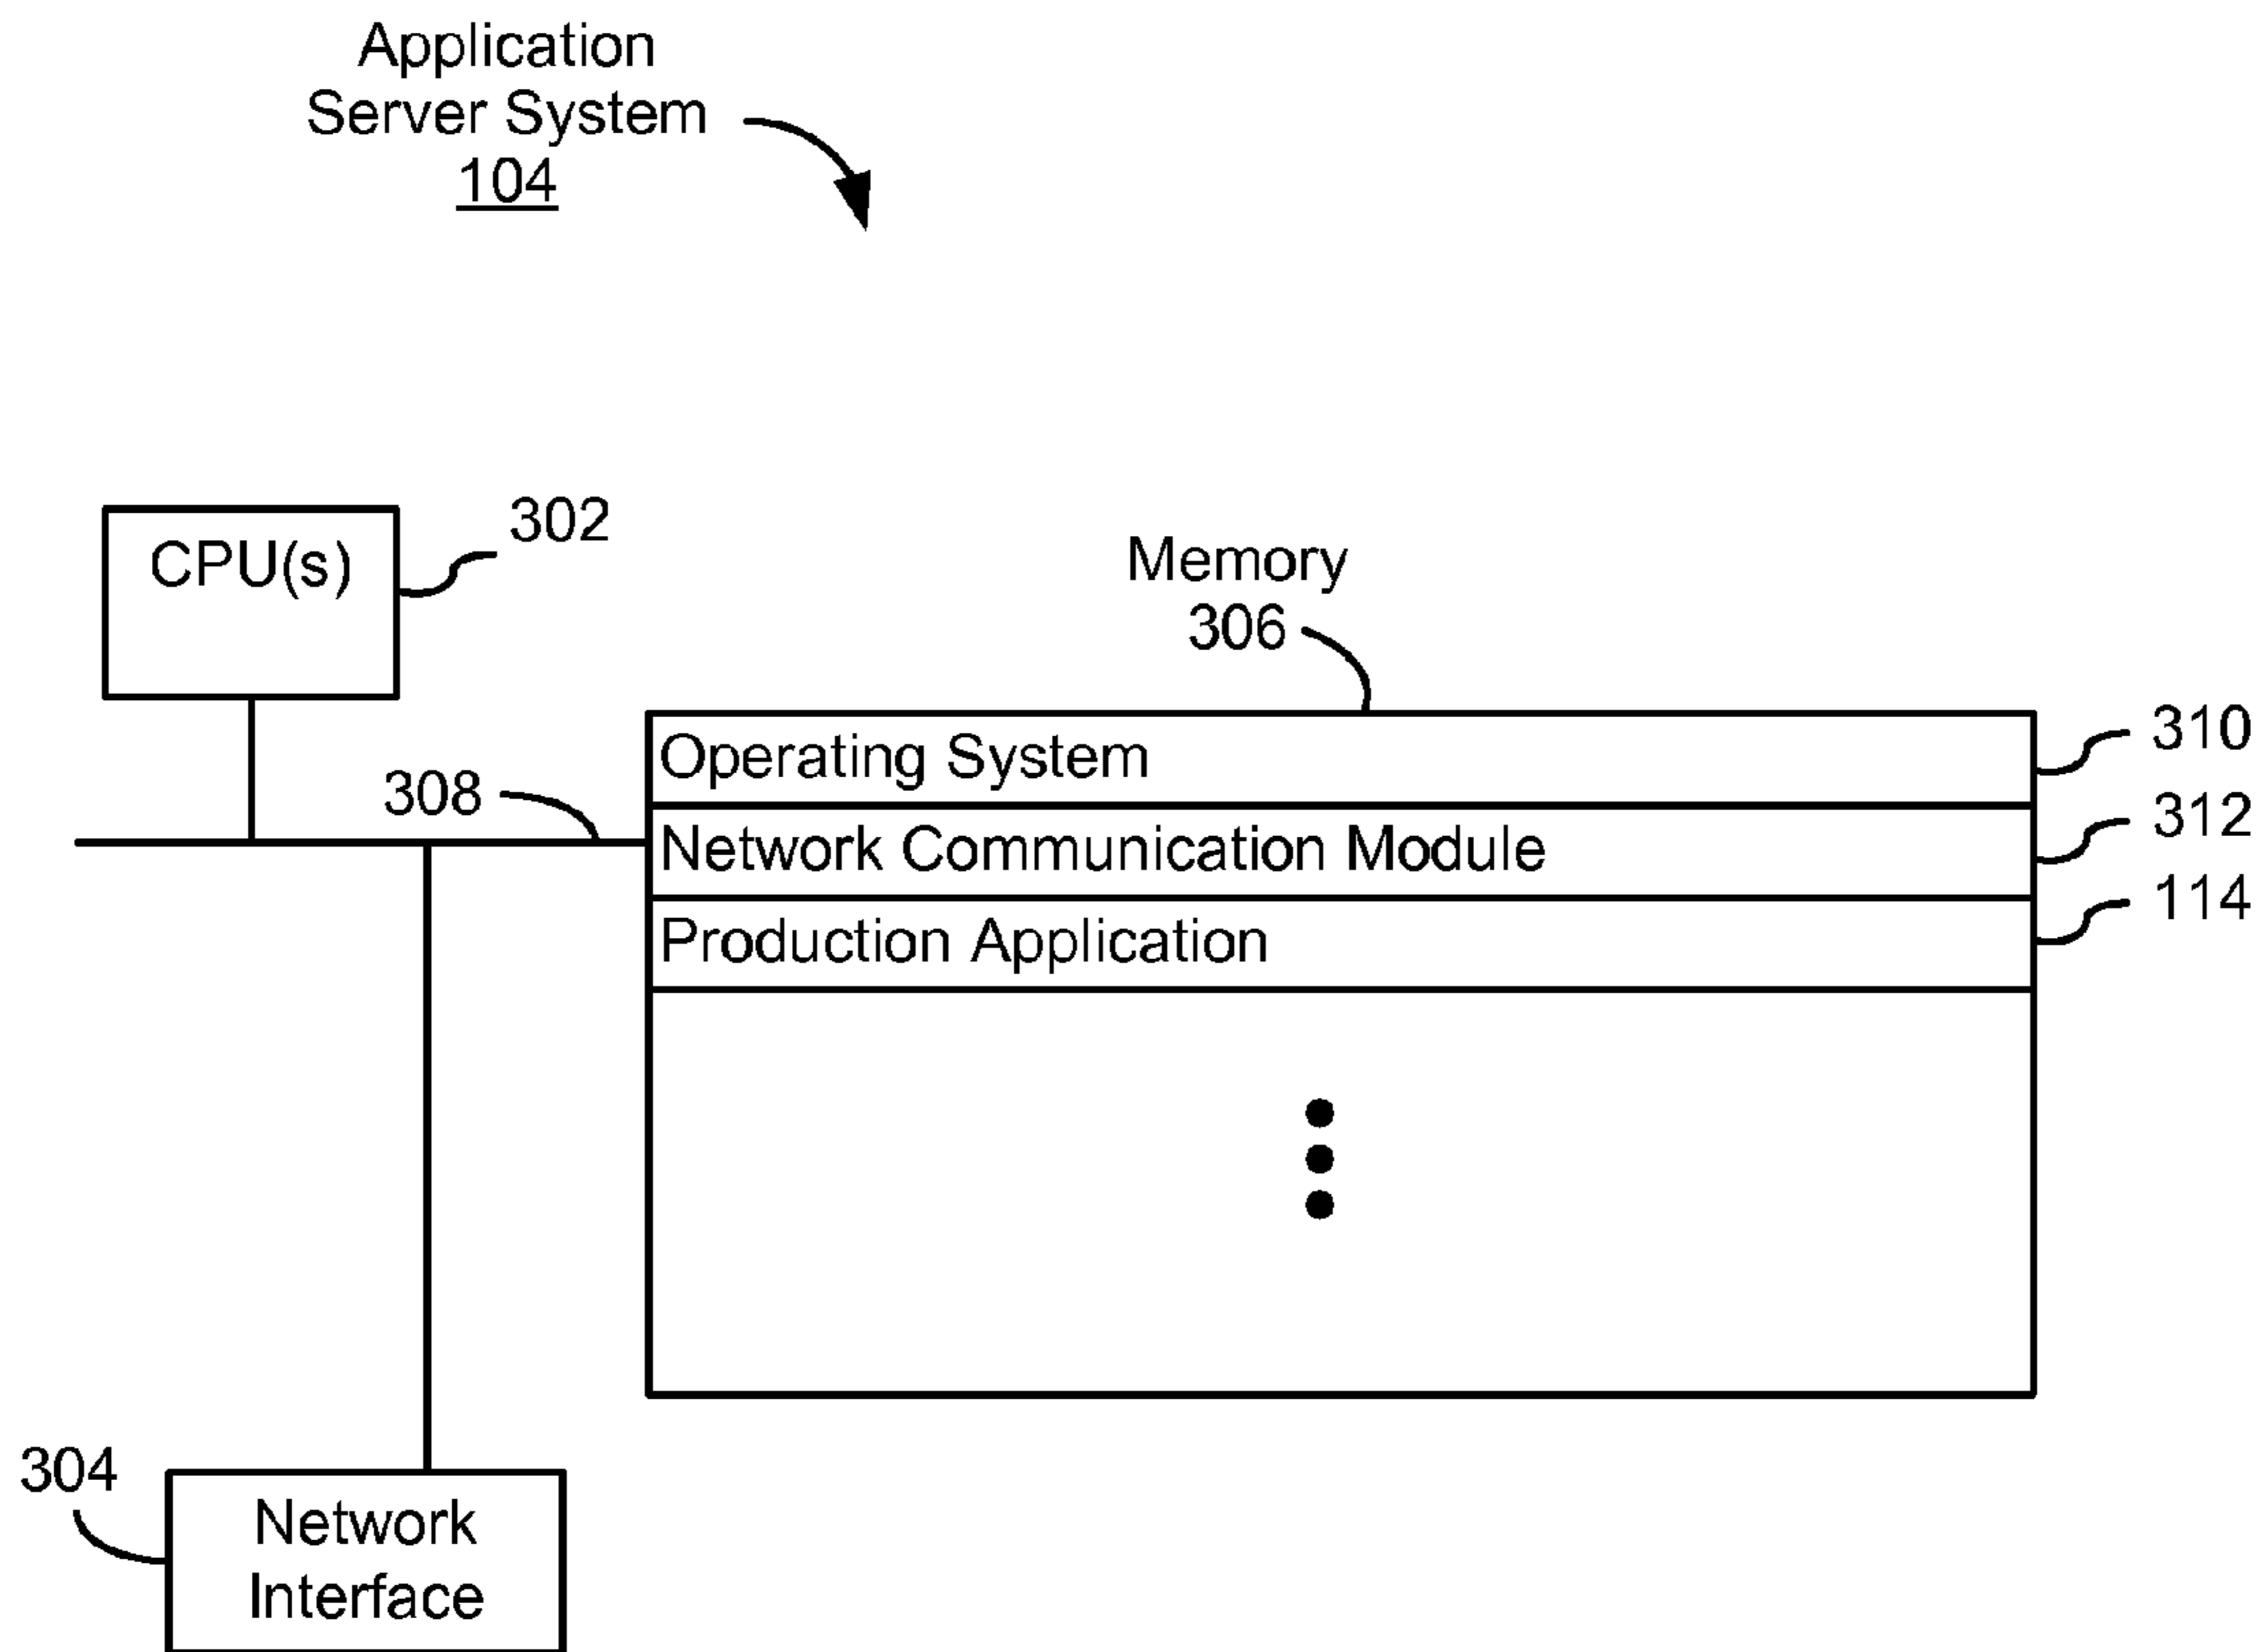 Application
Server System
104
302
CPU(s)
Memory
306
310
Operating System
308
312
Network Communication Module
114
Production Application
304
Network
Interface